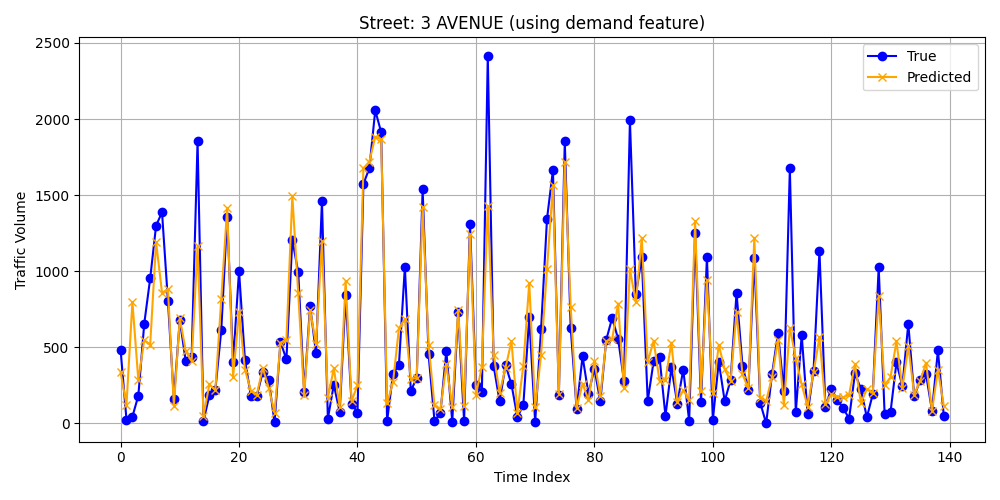 Street: 3 AVENUE (using demand feature)
True
Predicted
Traffic Volume
2500
2000
1500
1000
500
0
0 20 40 60 80 100 120 140
Time Index